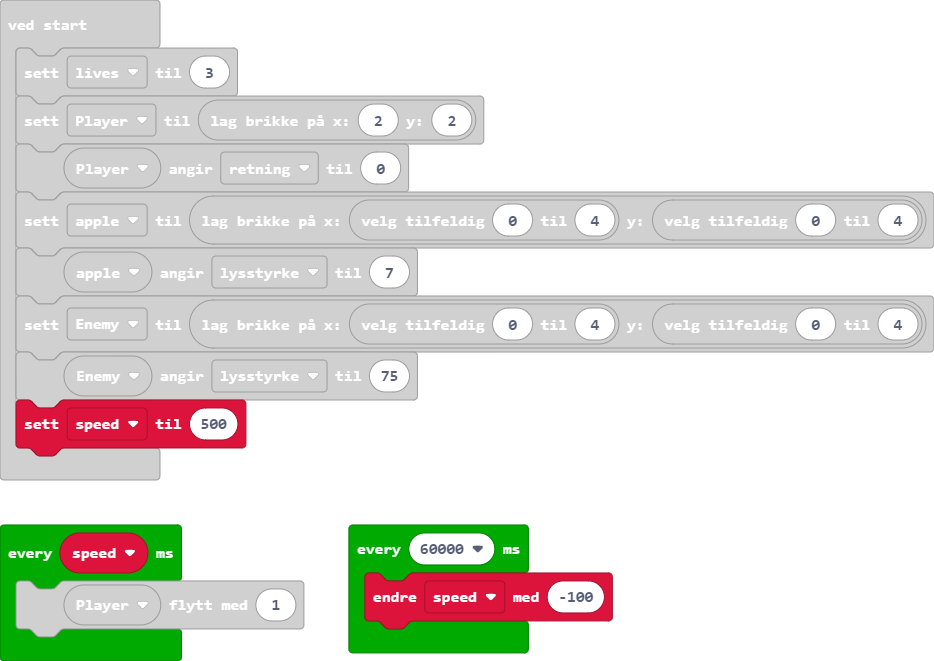 ved start
sett lives til 3
sett Player til lag brikke på x: 2 y: 2
Player angir retning til 0
sett apple til lag brikke på x: velg tilfeldig 0 til 4 y: velg tilfeldig 0 til 4
apple angir lysstyrke til 7
sett Enemy til lag brikke på x: velg tilfeldig 0 til 4 y: velg tilfeldig 0 til 4
Enemy angir lysstyrke til 75
sett speed til 500
every speed ms
Player flytt med 1
every 60000 ms
endre speed med -100